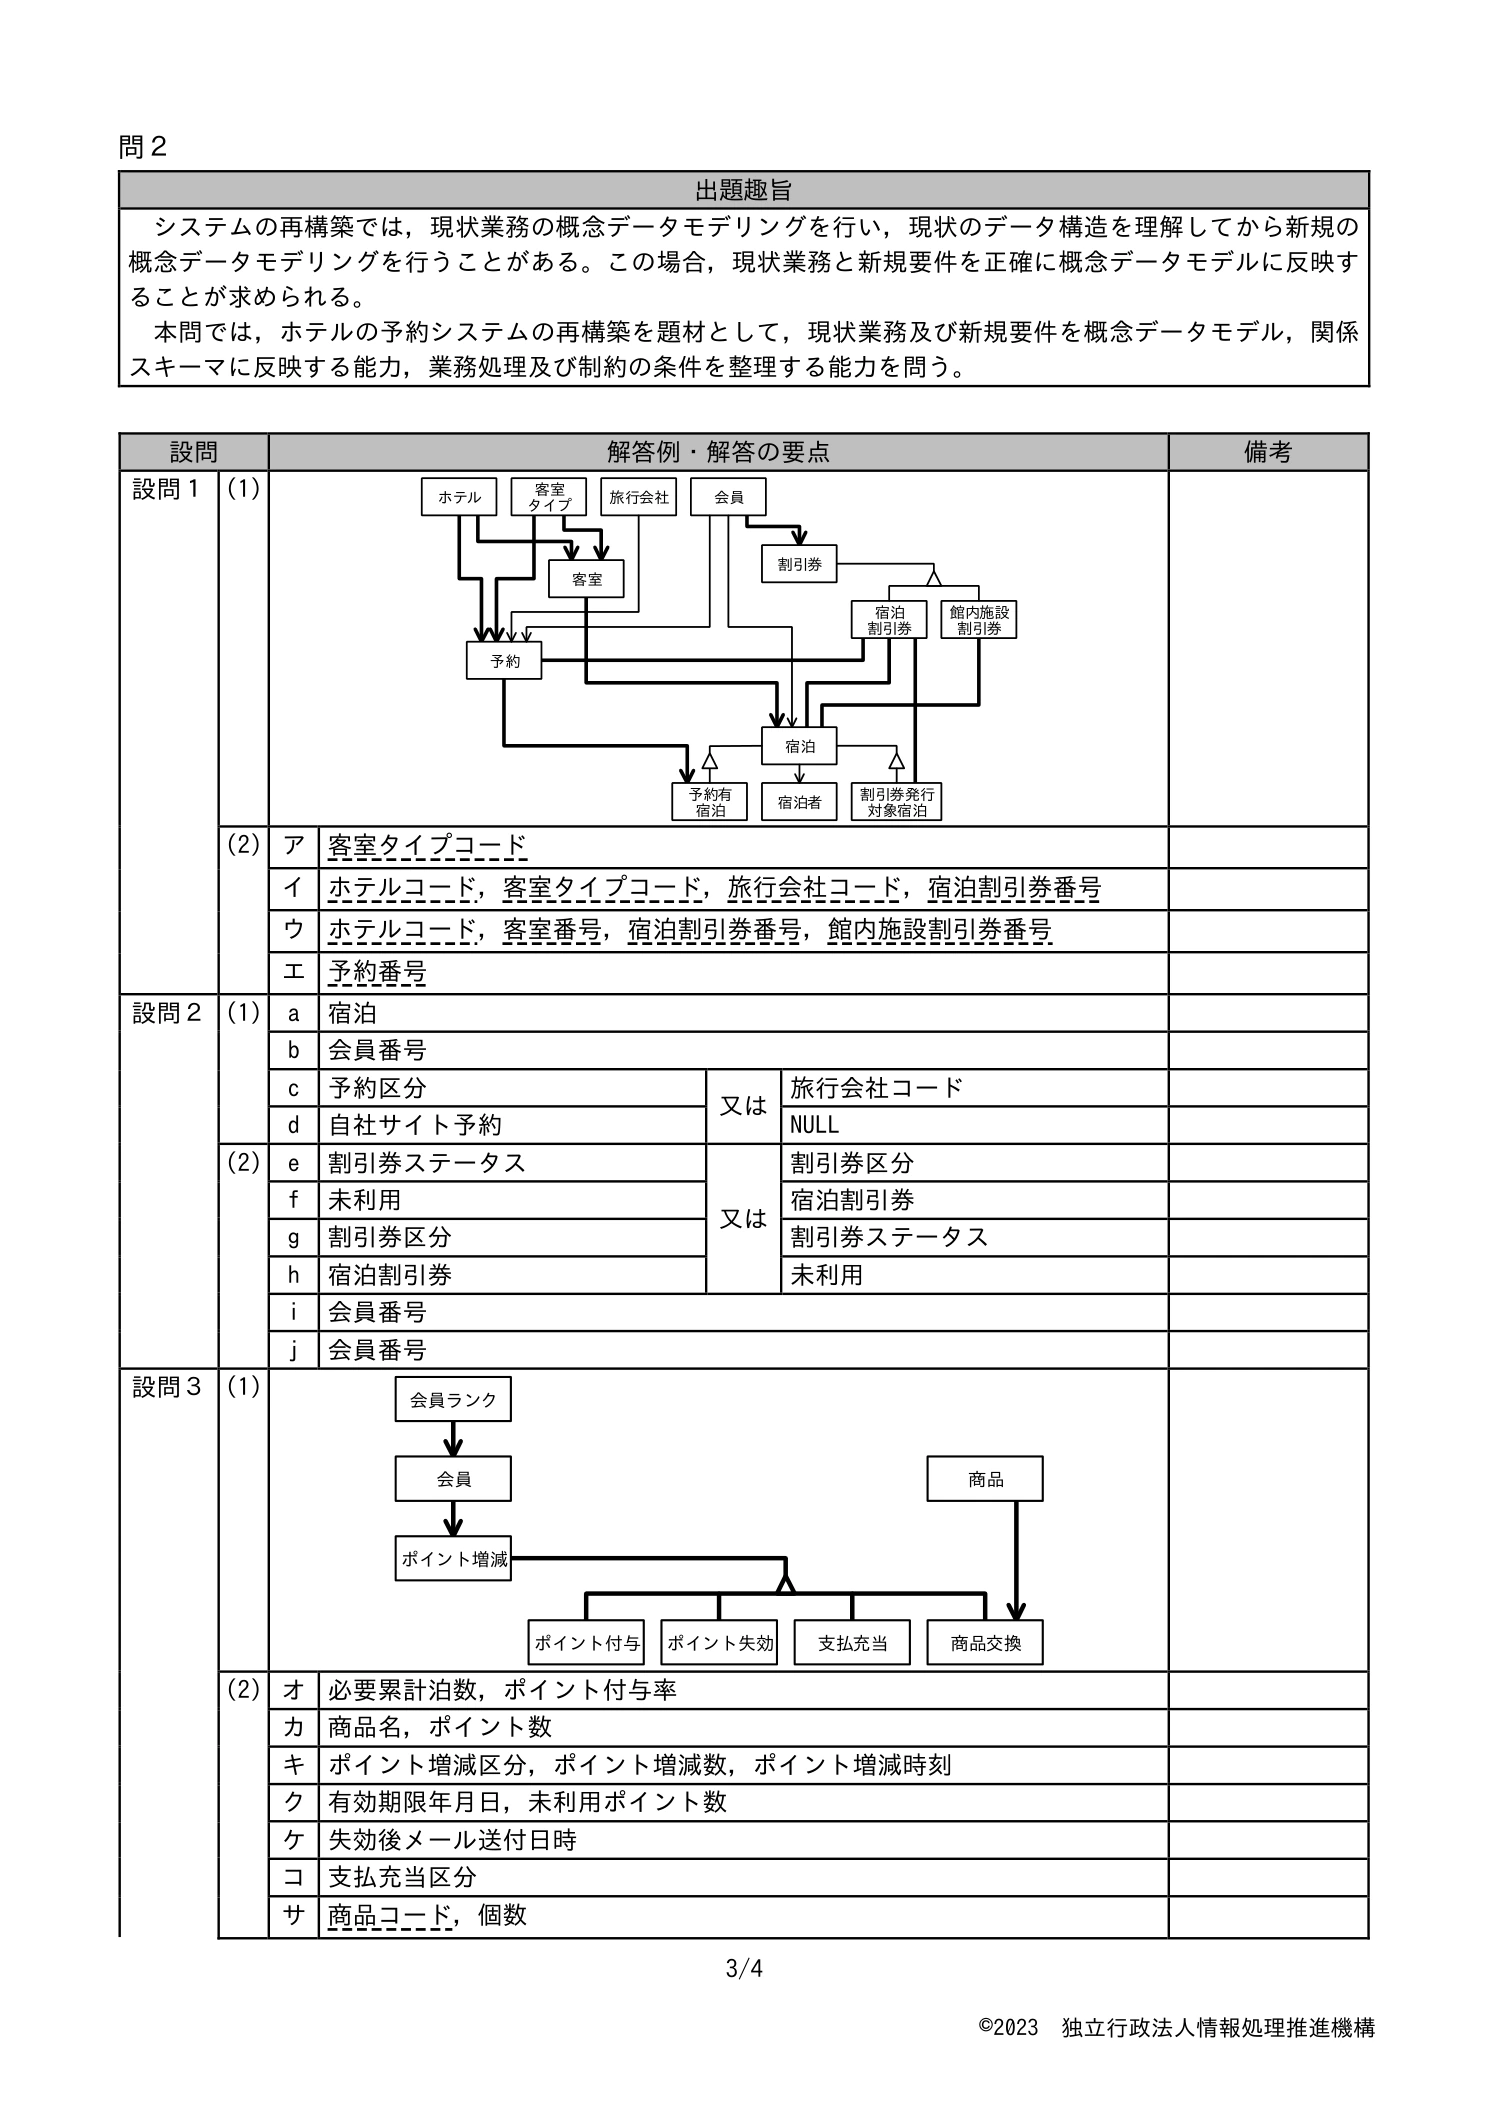 問２
出題趣旨
システムの再構築では，現状業務の概念データモデリングを行い，現状のデータ構造を理解してから新規の
概念データモデリングを行うことがある。この場合，現状業務と新規要件を正確に概念データモデルに反映す
ることが求められる。
本問では，ホテルの予約システムの再構築を題材として，現状業務及び新規要件を概念データモデル，関係
スキーマに反映する能力，業務処理及び制約の条件を整理する能力を問う。
設問 解答例・解答の要点 備考
設問１ (1)
ホテル 客室タイプ 旅行会社 会員
割引券
客室
宿泊割引券 館内施設割引券
予約
宿泊
予約有宿泊 宿泊者 割引券発行対象宿泊
(2) ア 客室タイプコード
イ ホテルコード，客室タイプコード，旅行会社コード，宿泊割引券番号
ウ ホテルコード，客室番号，宿泊割引券番号，館内施設割引券番号
エ 予約番号
設問２ (1) a 宿泊
b 会員番号
c 予約区分 又は 旅行会社コード
d 自社サイト予約 NULL
(2) e 割引券ステータス 又は 割引券区分
f 未利用 宿泊割引券
g 割引券区分 割引券ステータス
h 宿泊割引券 未利用
i 会員番号
j 会員番号
設問３ (1)
会員ランク
会員 商品
ポイント増減
ポイント付与 ポイント失効 支払充当 商品交換
(2) オ 必要累計泊数，ポイント付与率
カ 商品名，ポイント数
キ ポイント増減区分，ポイント増減数，ポイント増減時刻
ク 有効期限年月日，未利用ポイント数
ケ 失効後メール送付日時
コ 支払充当区分
サ 商品コード，個数
3/4
©2023 独立行政法人情報処理推進機構